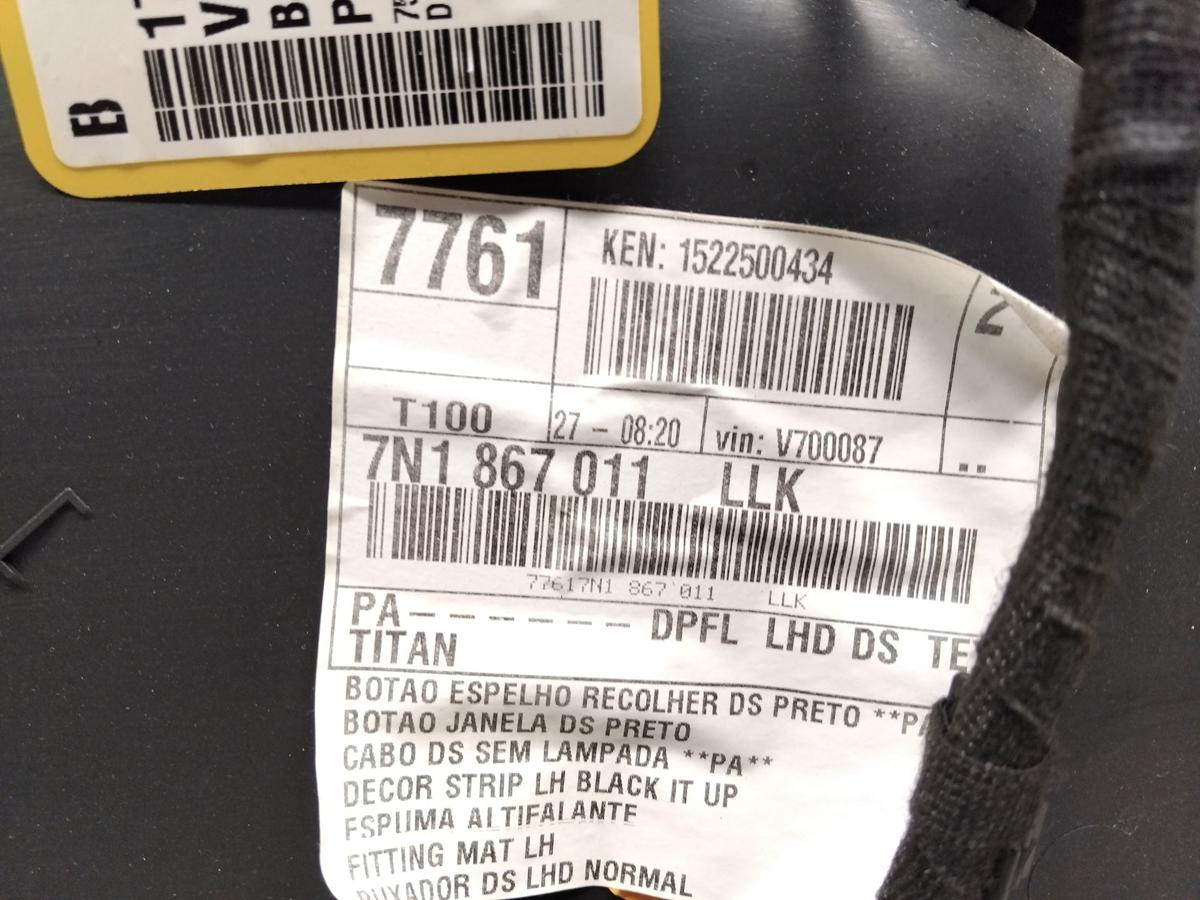 B
7761
KEN: 1522500434
T100
27 - 08:20
vin: V700087
..
7N1 867 011 LLK
77617N1 867 011 LLK
PA------- DPFL LHD DS
TITAN
BOTAO ESPELHO RECOLHER DS PRETO **PA
BOTAO JANELA DS PRETO
CABO DS SEM LAMPADA **PA**
DECOR STRIP LH BLACK IT UP
ESPUMA ALTIFALANTE
FITTING MAT LH
PUXADOR DS LHD NORMAL